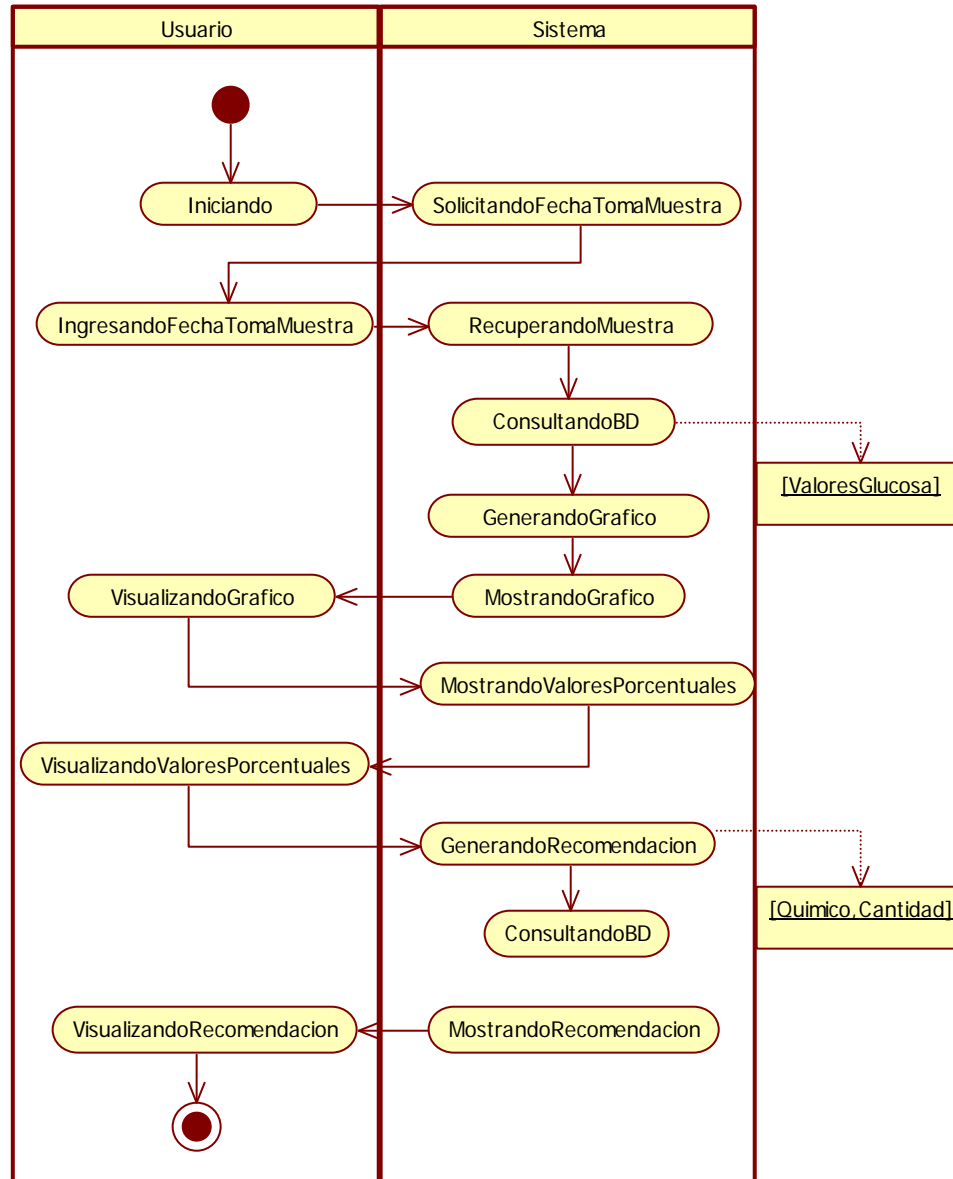 Usuario
Sistema
Iniciando
SolicitandoFechaTomaMuestra
IngresandoFechaTomaMuestra
RecuperandoMuestra
ConsultandoBD
[ValoresGlucosa]
GenerandoGrafico
VisualizandoGrafico
MostrandoGrafico
MostrandoValoresPorcentuales
VisualizandoValoresPorcentuales
GenerandoRecomendacion
[Quimico,Cantidad]
ConsultandoBD
VisualizandoRecomendacion
MostrandoRecomendacion